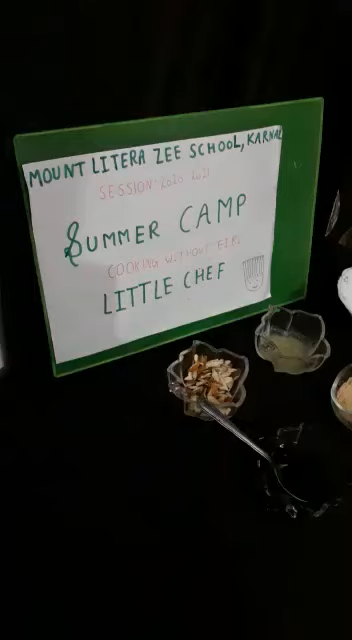 MOUNT LITERA ZEE SCHOOL, KARNAL
SESSION: 2020-2021
SUMMER CAMP
COOKING WITHOUT FIRE
LITTLE CHEF